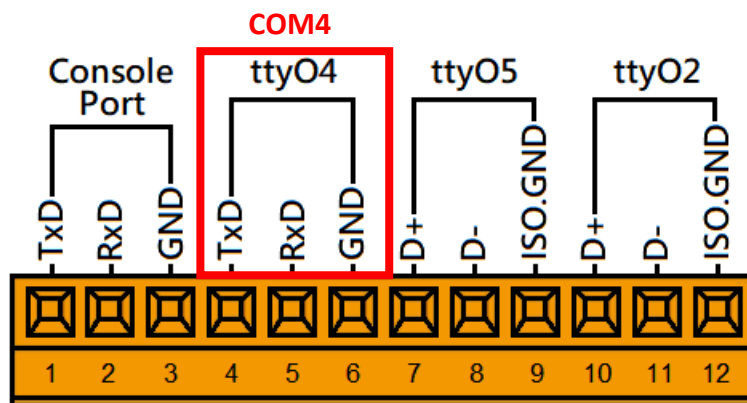 COM4
Console Port
ttyO4
ttyO5
ttyO2
TxD
RxD
GND
TxD
RxD
GND
D+
D-
ISO.GND
D+
D-
ISO.GND
1 2 3 4 5 6 7 8 9 10 11 12